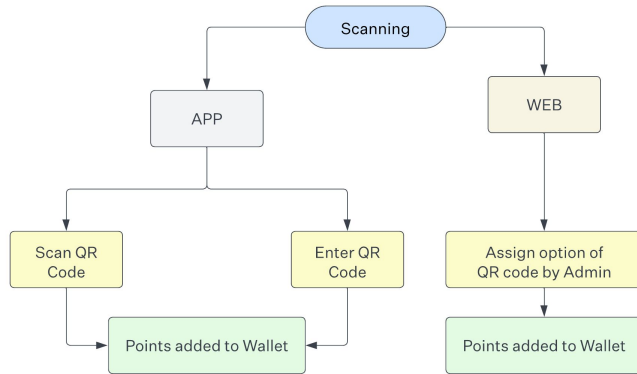 Scanning
APP
WEB
Scan QR
Code
Enter QR
Code
Assign option of
QR code by Admin
Points added to Wallet
Points added to Wallet